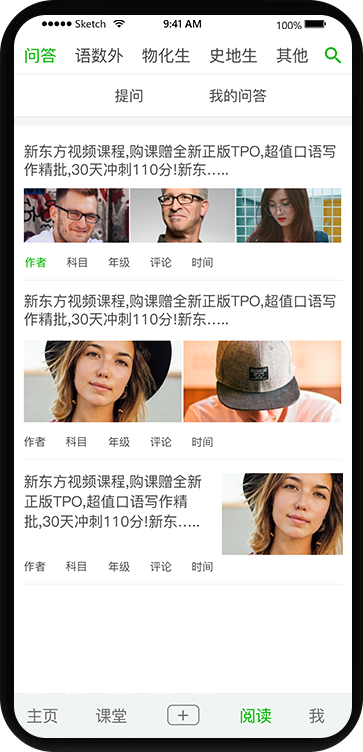 Sketch 9:41 AM 100%
问答 语数外 物化生 史地生 其他
提问 我的问答
新东方视频课程,购课赠全新正版TPO,超值口语写
作精批,30天冲刺110分!新东.....
作者 科目 年级 评论 时间
新东方视频课程,购课赠全新正版TPO,超值口语写
作精批,30天冲刺110分!新东.....
作者 科目 年级 评论 时间
新东方视频课程,购课赠全新
正版TPO,超值口语写作精
批,30天冲刺110分!新东.....
作者 科目 年级 评论 时间
主页 课堂 + 阅读 我